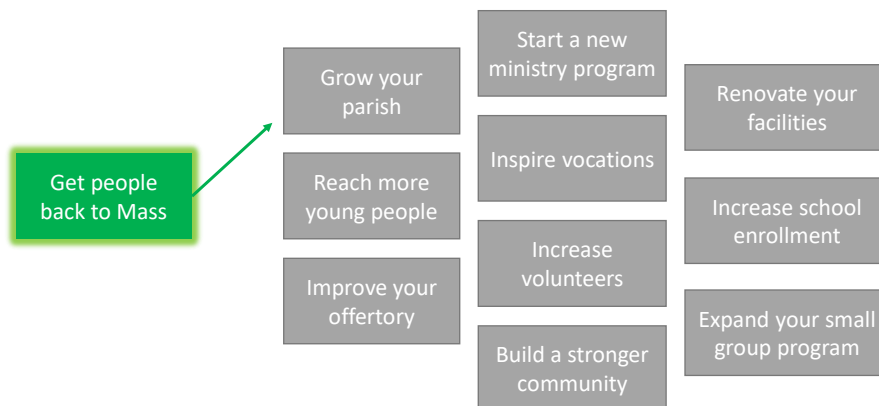 Get people
back to Mass
Grow your
parish
Reach more
young people
Improve your
offertory
Start a new
ministry program
Inspire vocations
Increase
volunteers
Build a stronger
community
Renovate your
facilities
Increase school
enrollment
Expand your small
group program